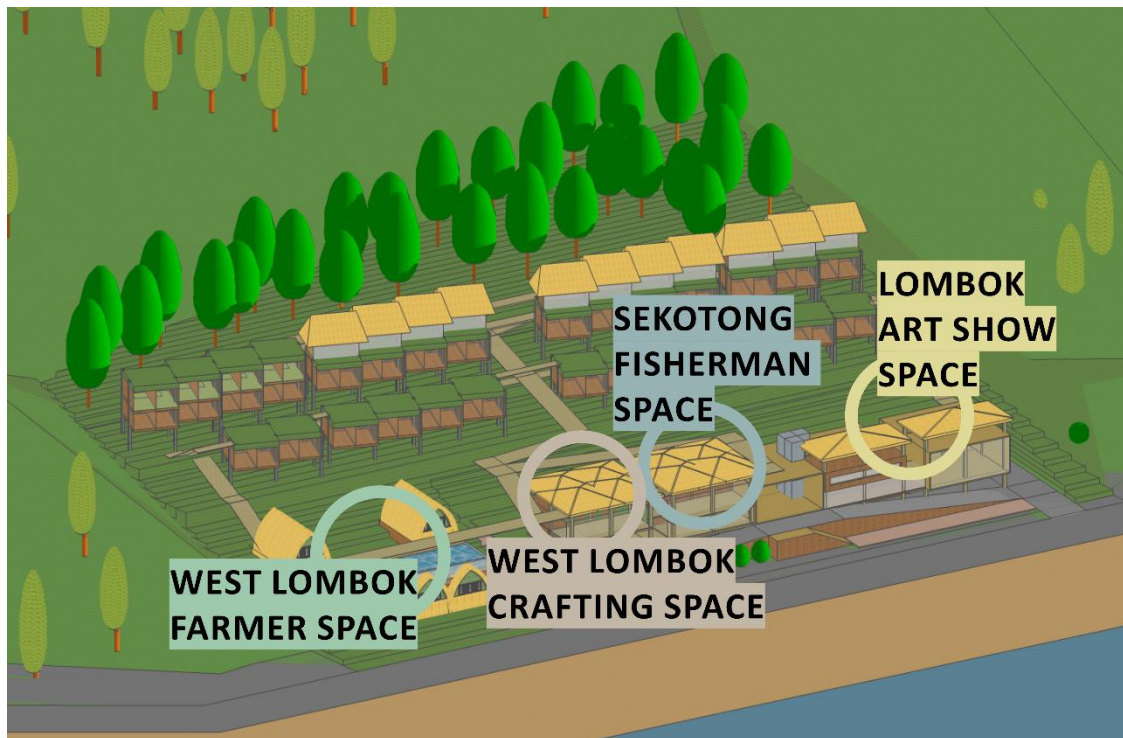 LOMBOK
ART SHOW
SPACE
SEKOTONG
FISHERMAN
SPACE
WEST LOMBOK
CRAFTING SPACE
WEST LOMBOK
FARMER SPACE